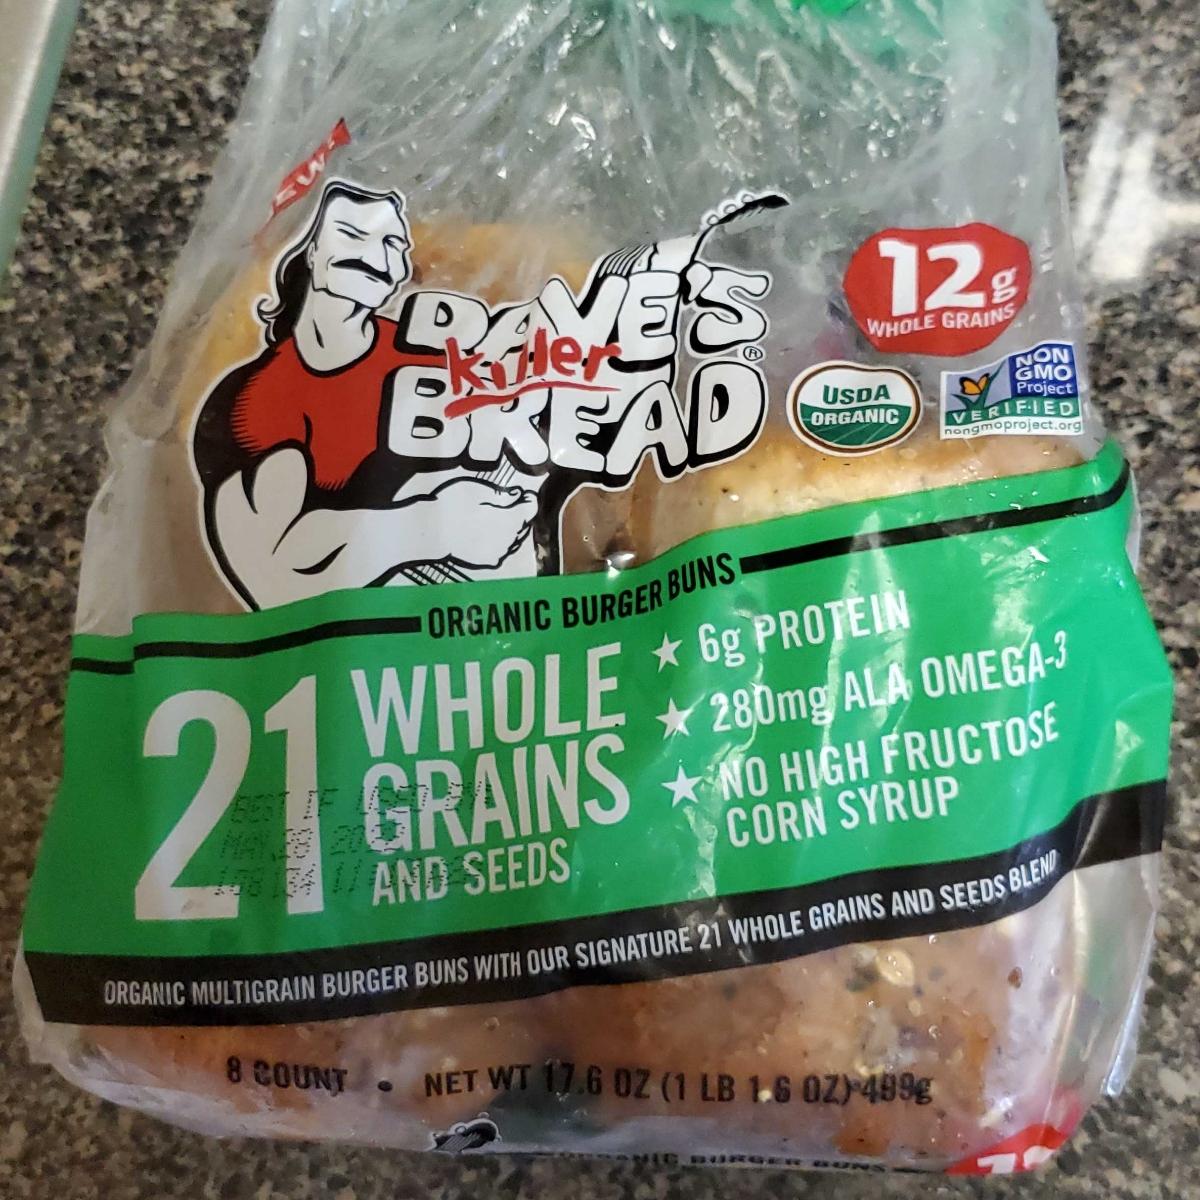 DAVE'S
killer
BREAD®
12g
WHOLE GRAINS
USDA
ORGANIC
NON
GMO
Project
VERIFIED
nongmoproject.org
ORGANIC BURGER BUNS
21
WHOLE
GRAINS
AND SEEDS
★ 6g PROTEIN
★ 280mg ALA OMEGA-3
★ NO HIGH FRUCTOSE
CORN SYRUP
ORGANIC MULTIGRAIN BURGER BUNS WITH OUR SIGNATURE 21 WHOLE GRAINS AND SEEDS BLEND
8 COUNT • NET WT 17.6 OZ (1 LB 1.6 OZ) 499g
ORGANIC BURGER BUNS